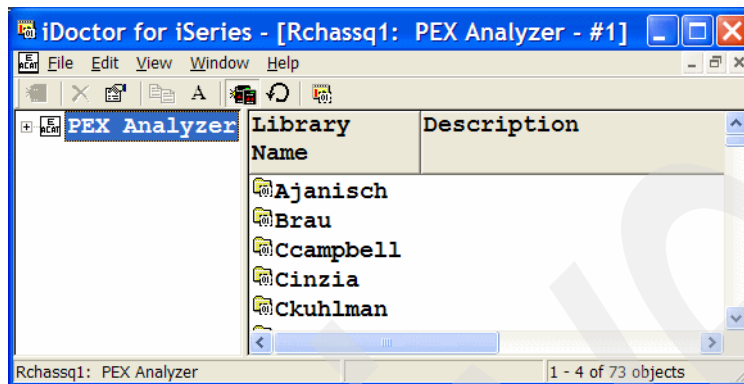 iDoctor for iSeries - [Rchassq1: PEX Analyzer - #1]
File Edit View Window Help
PEX Analyzer
Library Name
Description
Ajanisch
Brau
Ccampbell
Cinzia
Ckuhlman
Rchassq1: PEX Analyzer
1 - 4 of 73 objects